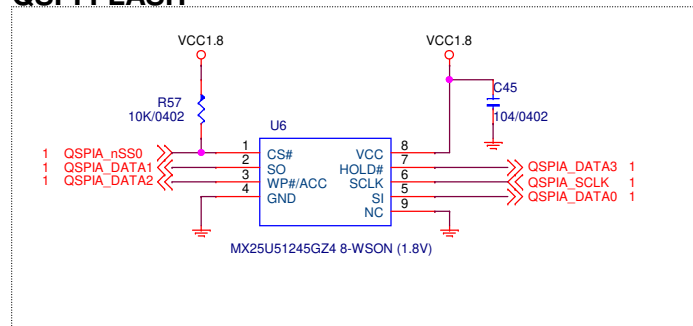 QSPI FLASH
VCC1.8
VCC1.8
R57
10K/0402
C45
104/0402
U6
1 QSPIA_nSS0
1 QSPIA_DATA1
1 QSPIA_DATA2
1 CS#
2 SO
3 WP#/ACC
4 GND
VCC 8
HOLD# 7
SCLK 6
SI 5
NC 9
QSPIA_DATA3 1
QSPIA_SCLK 1
QSPIA_DATA0 1
MX25U51245GZ4 8-WSON (1.8V)